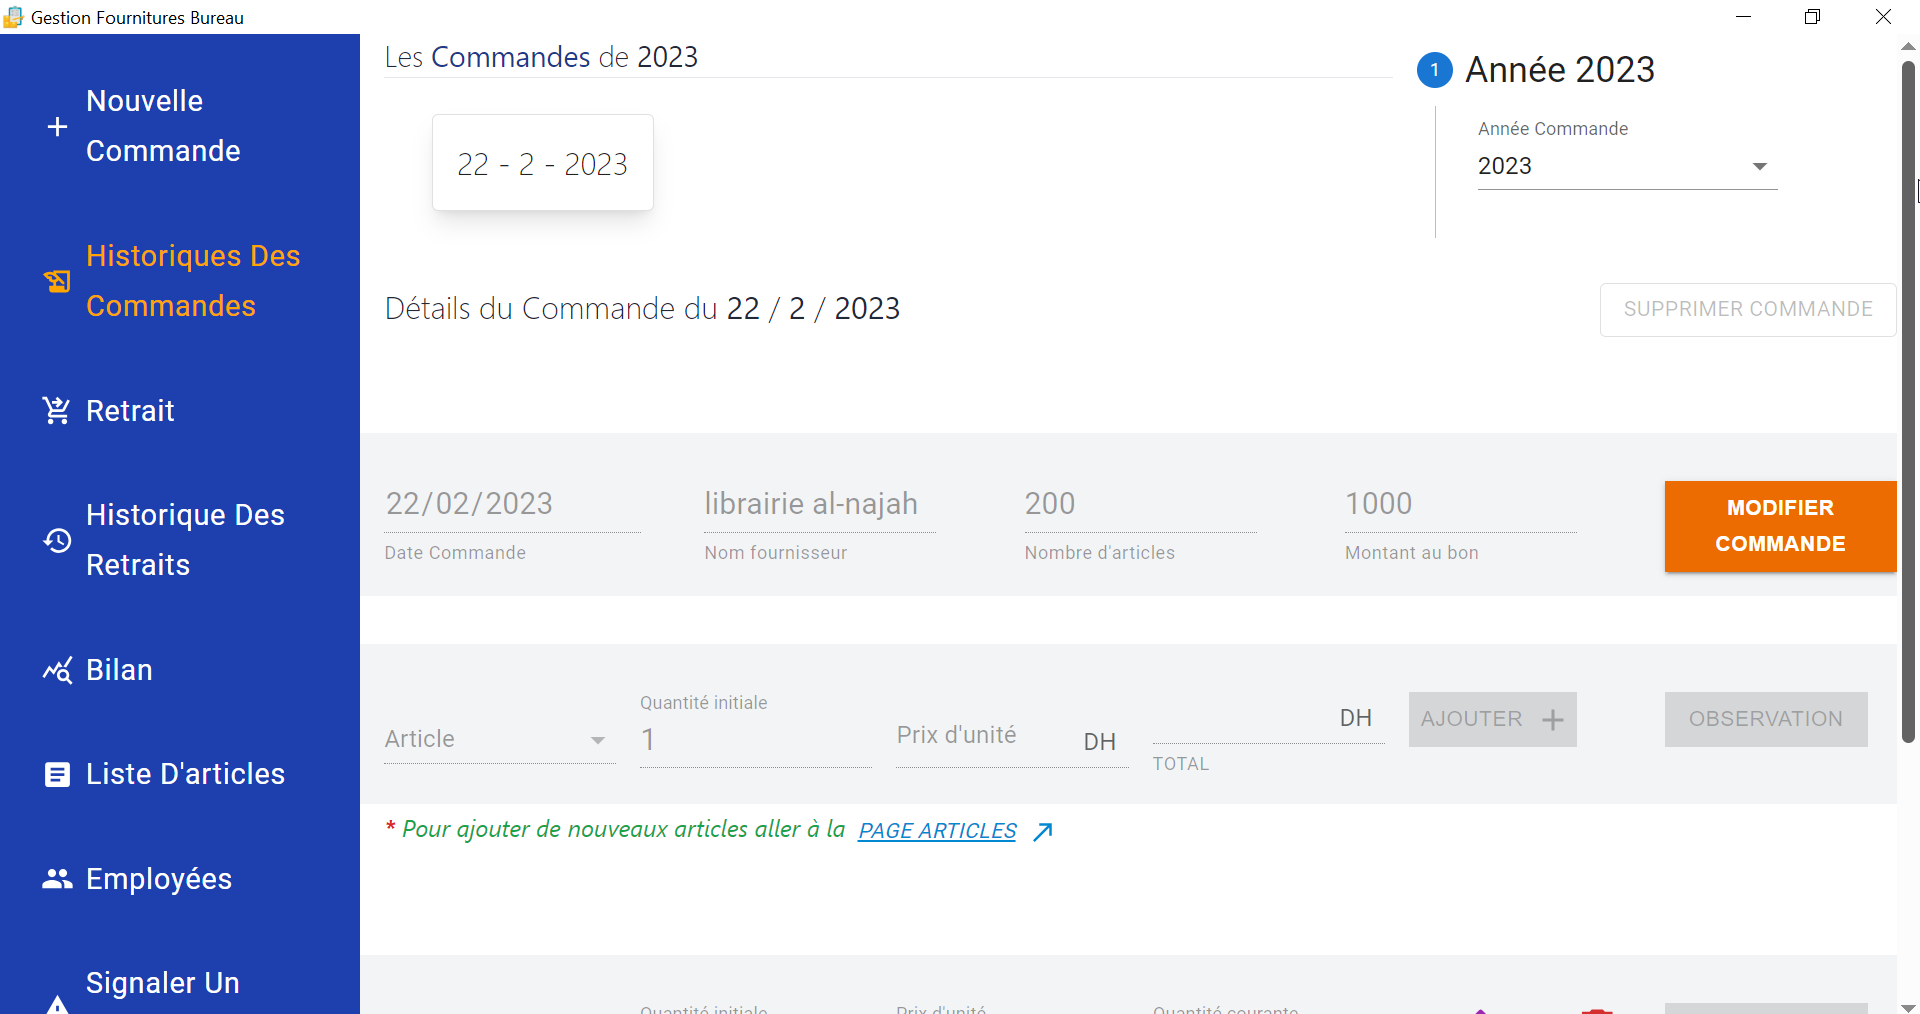 Gestion Fournitures Bureau
Nouvelle
Commande
Historiques Des
Commandes
Retrait
Historique Des
Retraits
Bilan
Liste D'articles
Employées
Signaler Un
Les Commandes de 2023
22 - 2 - 2023
1 Année 2023
Année Commande
2023
Détails du Commande du 22 / 2 / 2023
SUPPRIMER COMMANDE
22/02/2023
Date Commande
librairie al-najah
Nom fournisseur
200
Nombre d'articles
1000
Montant au bon
MODIFIER
COMMANDE
Article
Quantité initiale
1
Prix d'unité DH
DH
TOTAL
AJOUTER
OBSERVATION
* Pour ajouter de nouveaux articles aller à la PAGE ARTICLES
Quantité initiale
Prix d'unité
Quantité courante